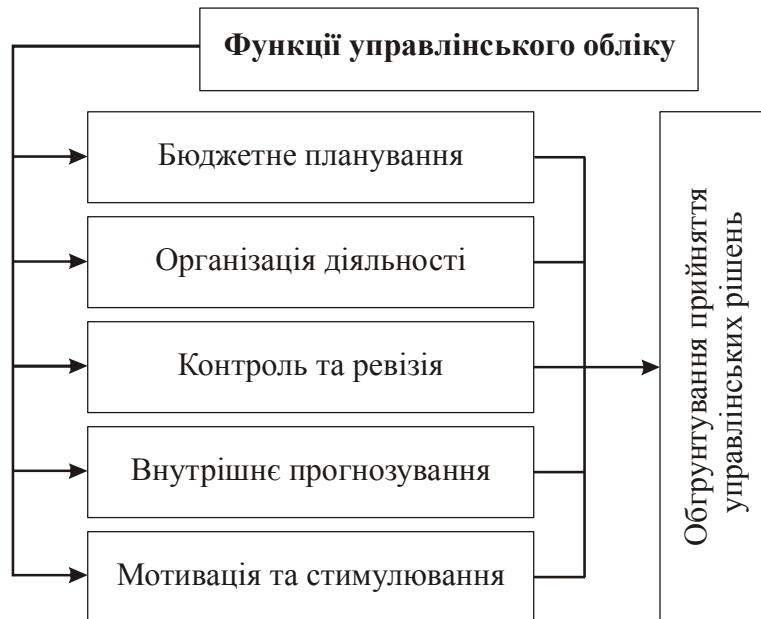 Функції управлінського обліку
Бюджетне планування
Організація діяльності
Контроль та ревізія
Внутрішнє прогнозування
Мотивація та стимулювання
Обгрунтування прийняття
управлінських рішень